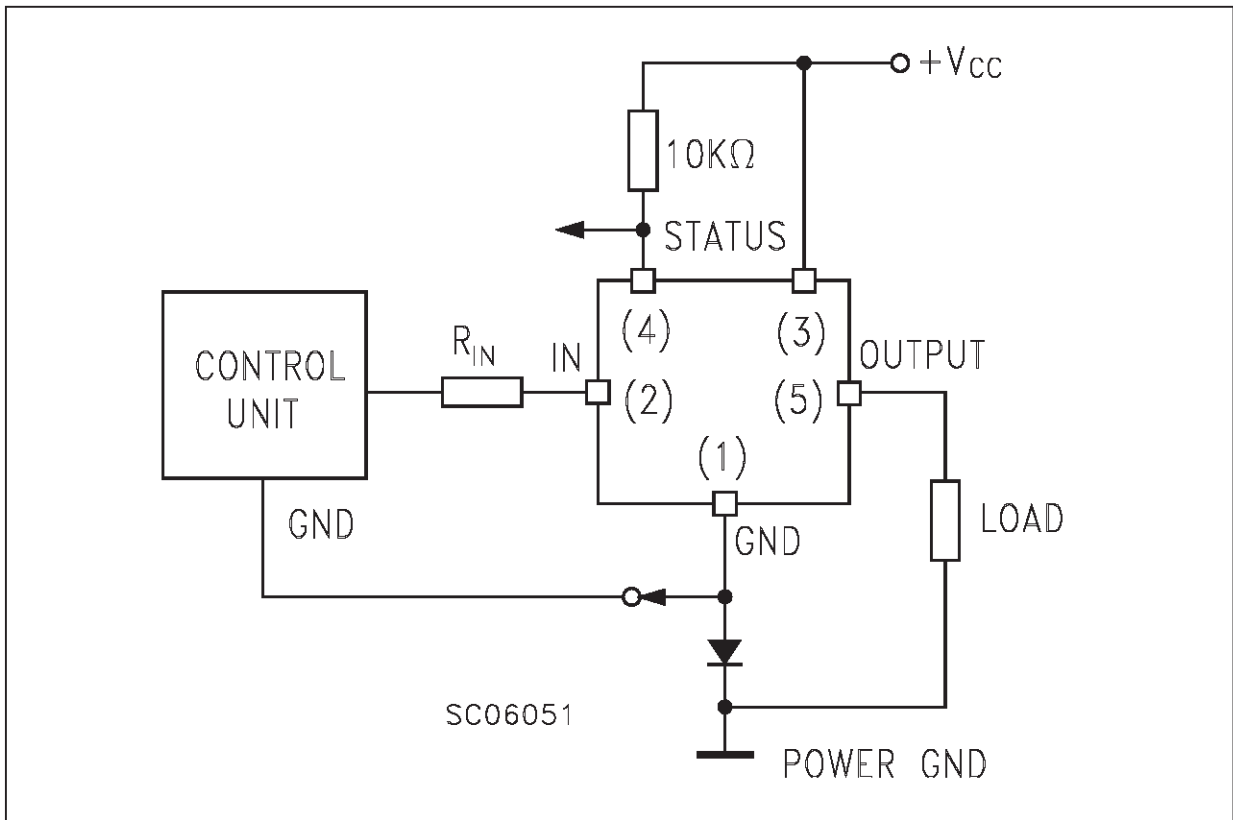 +VCC
10KΩ
STATUS
(4)
(3)
CONTROL
UNIT
RIN
IN
(2)
(5)
OUTPUT
(1)
GND
GND
LOAD
SC06051
POWER GND